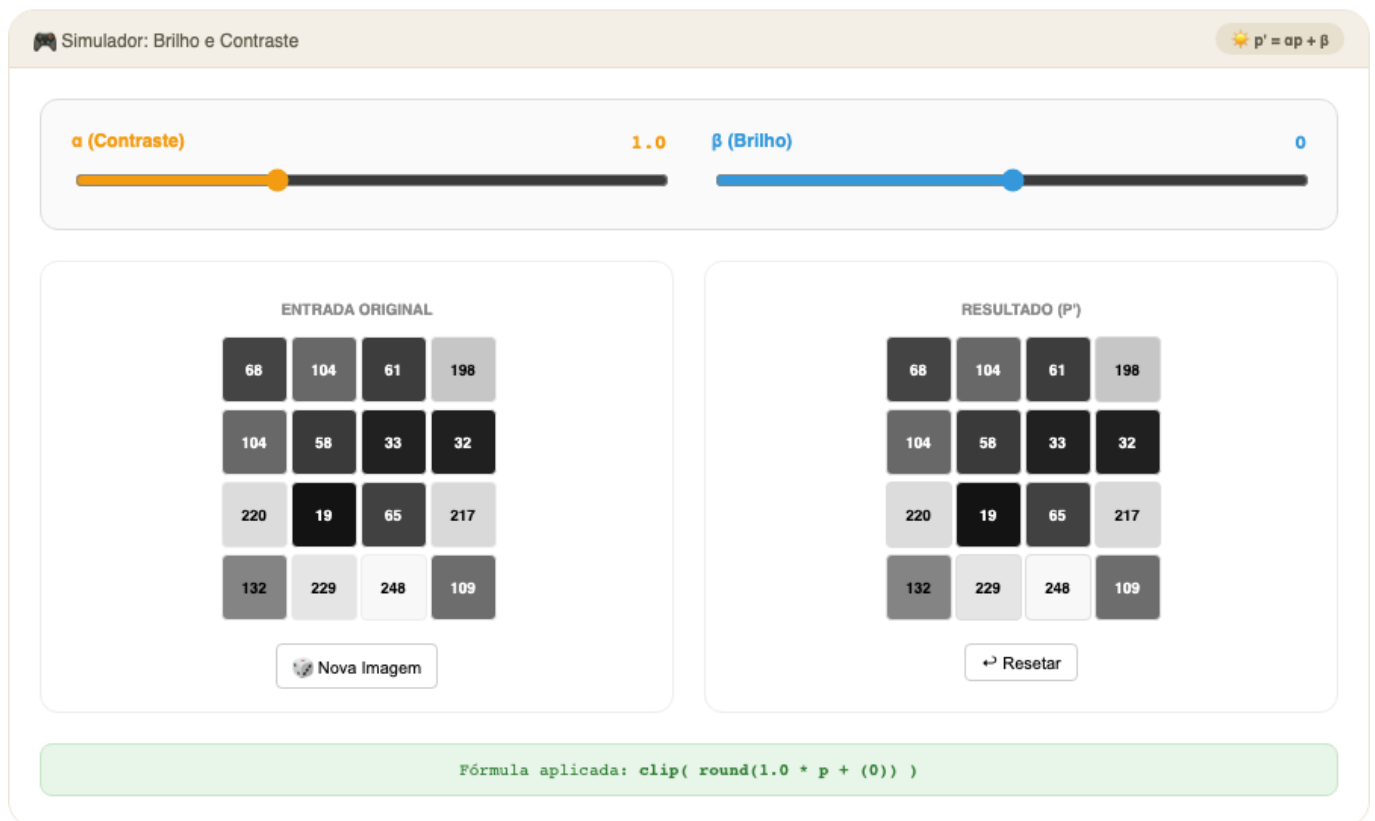 🎮 Simulador: Brilho e Contraste
☀️ p' = αp + β
α (Contraste) 1.0
β (Brilho) 0
ENTRADA ORIGINAL
68 104 61 198
104 58 33 32
220 19 65 217
132 229 248 109
🎲 Nova Imagem
RESULTADO (P')
68 104 61 198
104 58 33 32
220 19 65 217
132 229 248 109
↩ Resetar
Fórmula aplicada: clip( round(1.0 * p + (0)) )